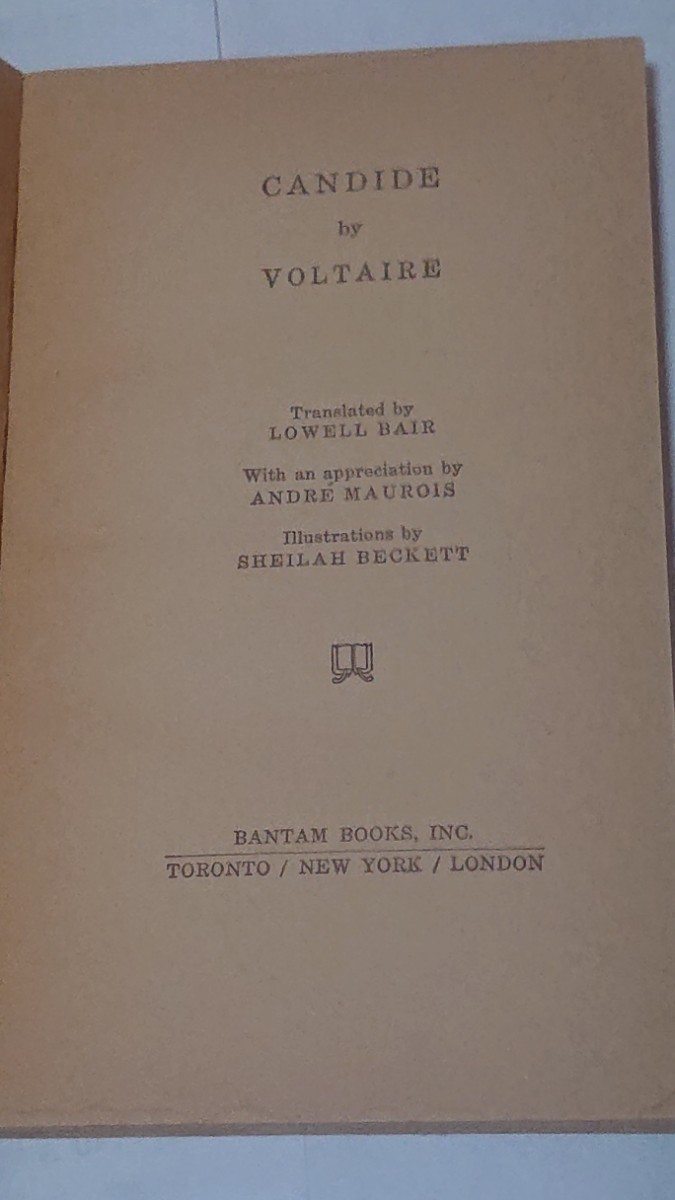 CANDIDE
by
VOLTAIRE
Translated by
LOWELL BAIR
With an appreciation by
ANDRÉ MAUROIS
Illustrations by
SHEILAH BECKETT
BANTAM BOOKS, INC.
TORONTO / NEW YORK / LONDON